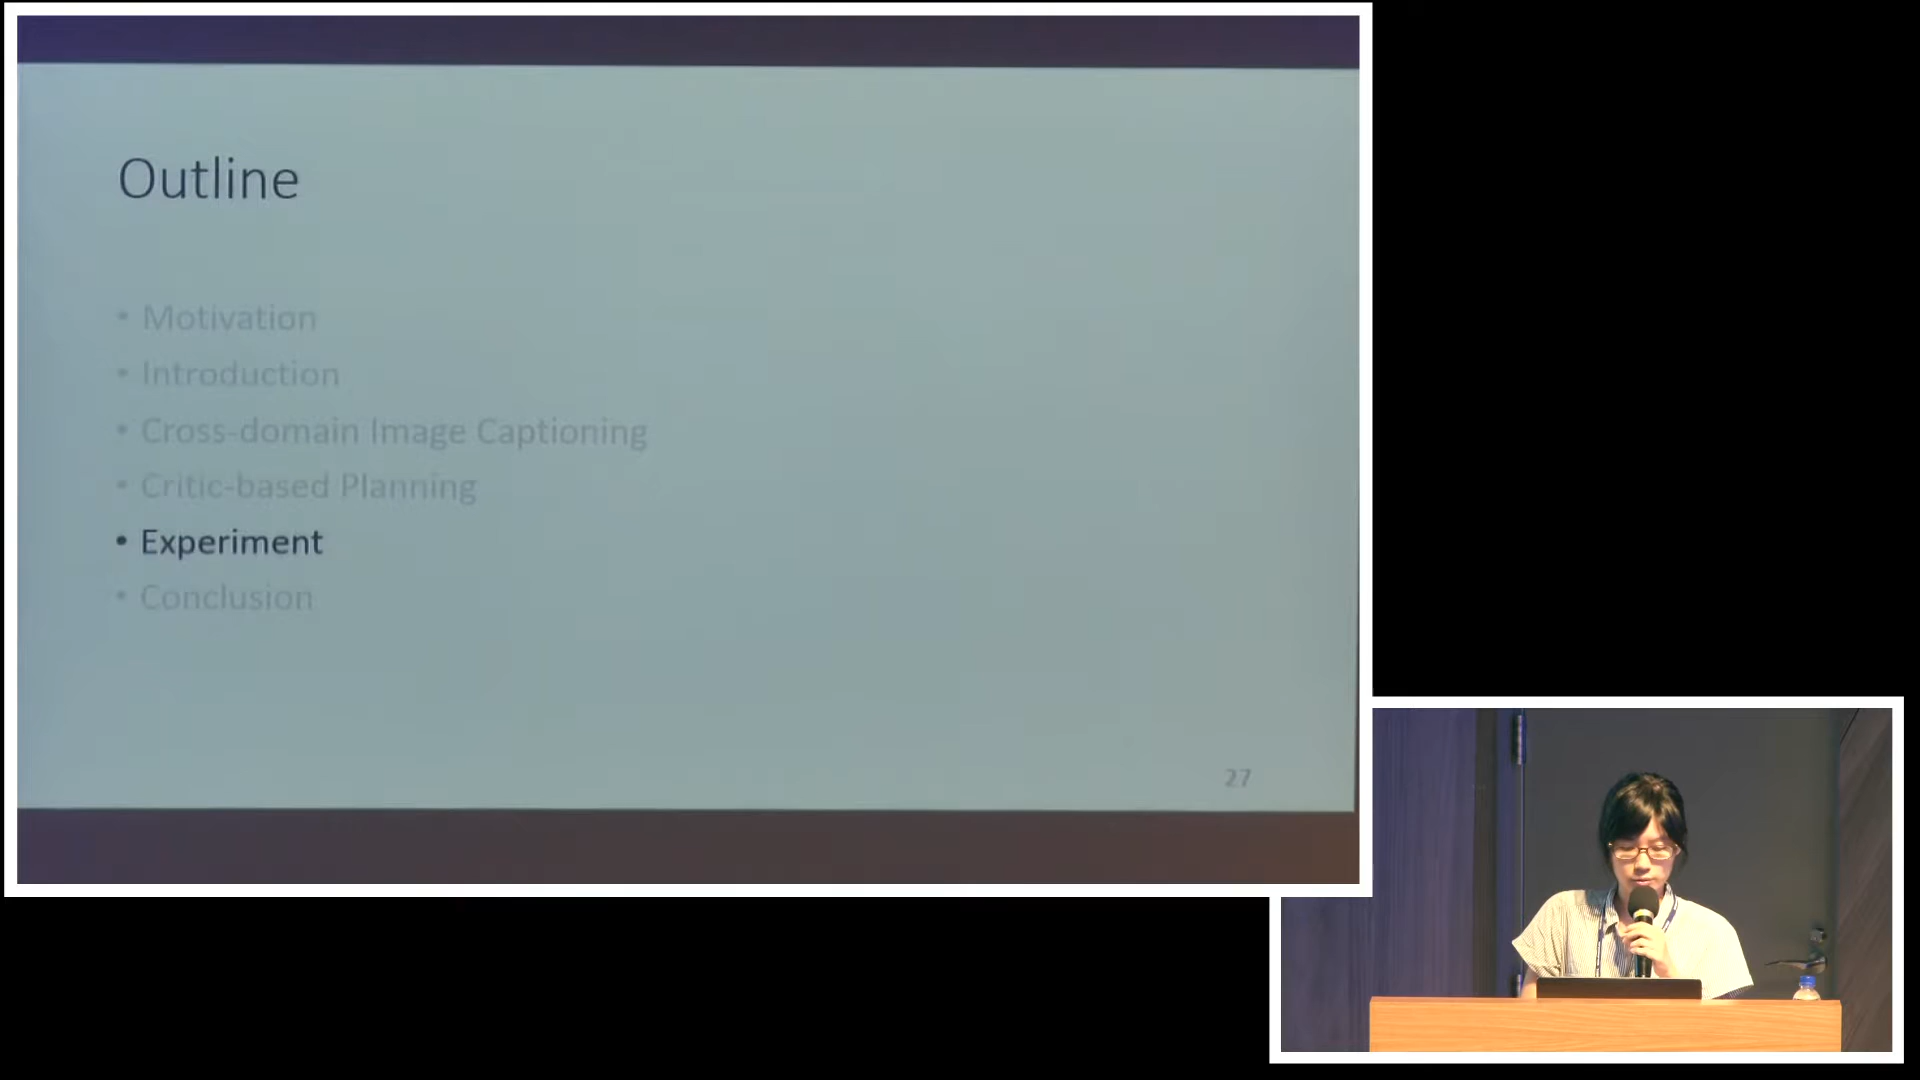 Outline
• Motivation
• Introduction
• Cross-domain Image Captioning
• Critic-based Planning
• Experiment
• Conclusion
27